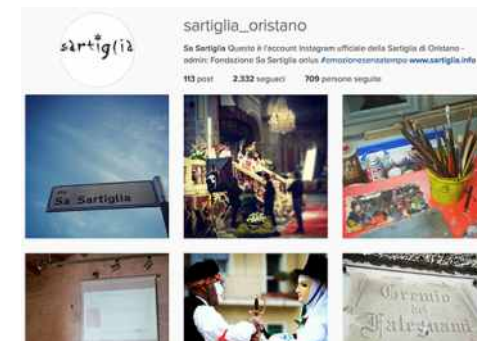 sartiglia
sartiglia_oristano
Sa Sartiglia Questo è l'account Instagram ufficiale della Sartiglia di Oristano -
admin: Fondazione Sa Sartiglia onlus #emozionesenzatempo www.sartiglia.info
113 post 2.332 seguaci 709 persone seguite
Sa Sartiglia
Gremio
dei
Falegnami